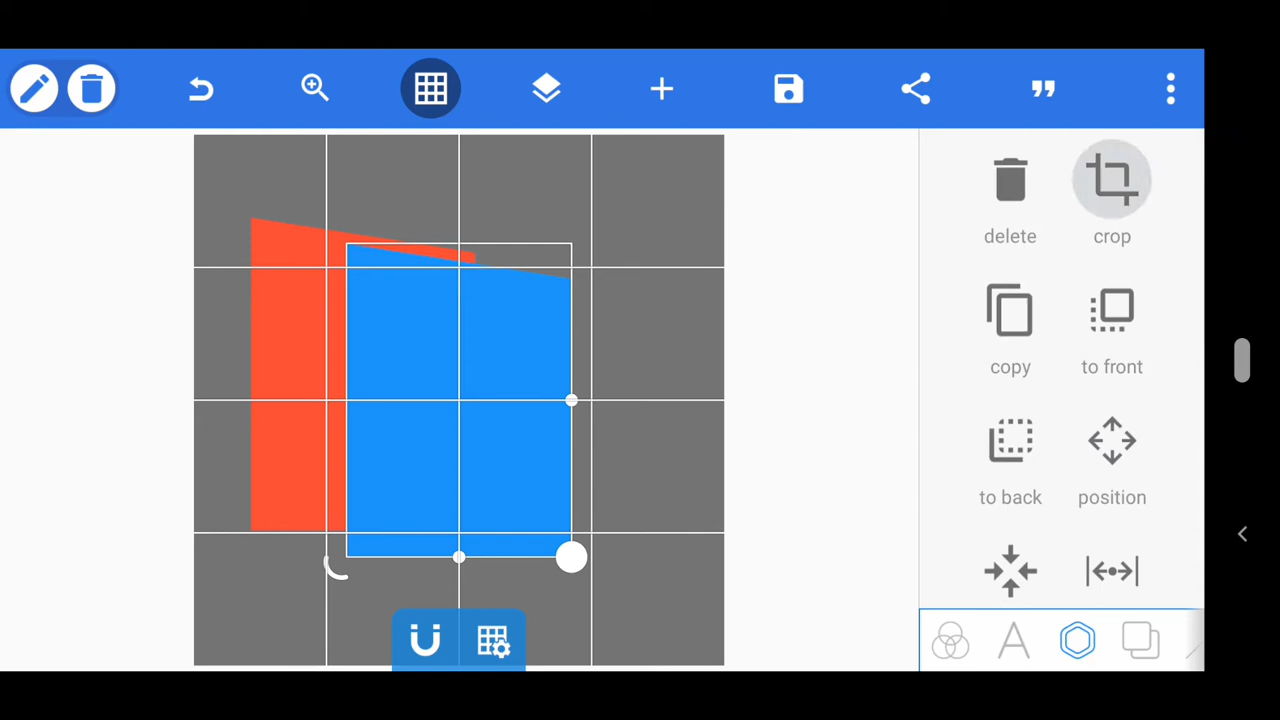 delete
crop
copy
to front
to back
position